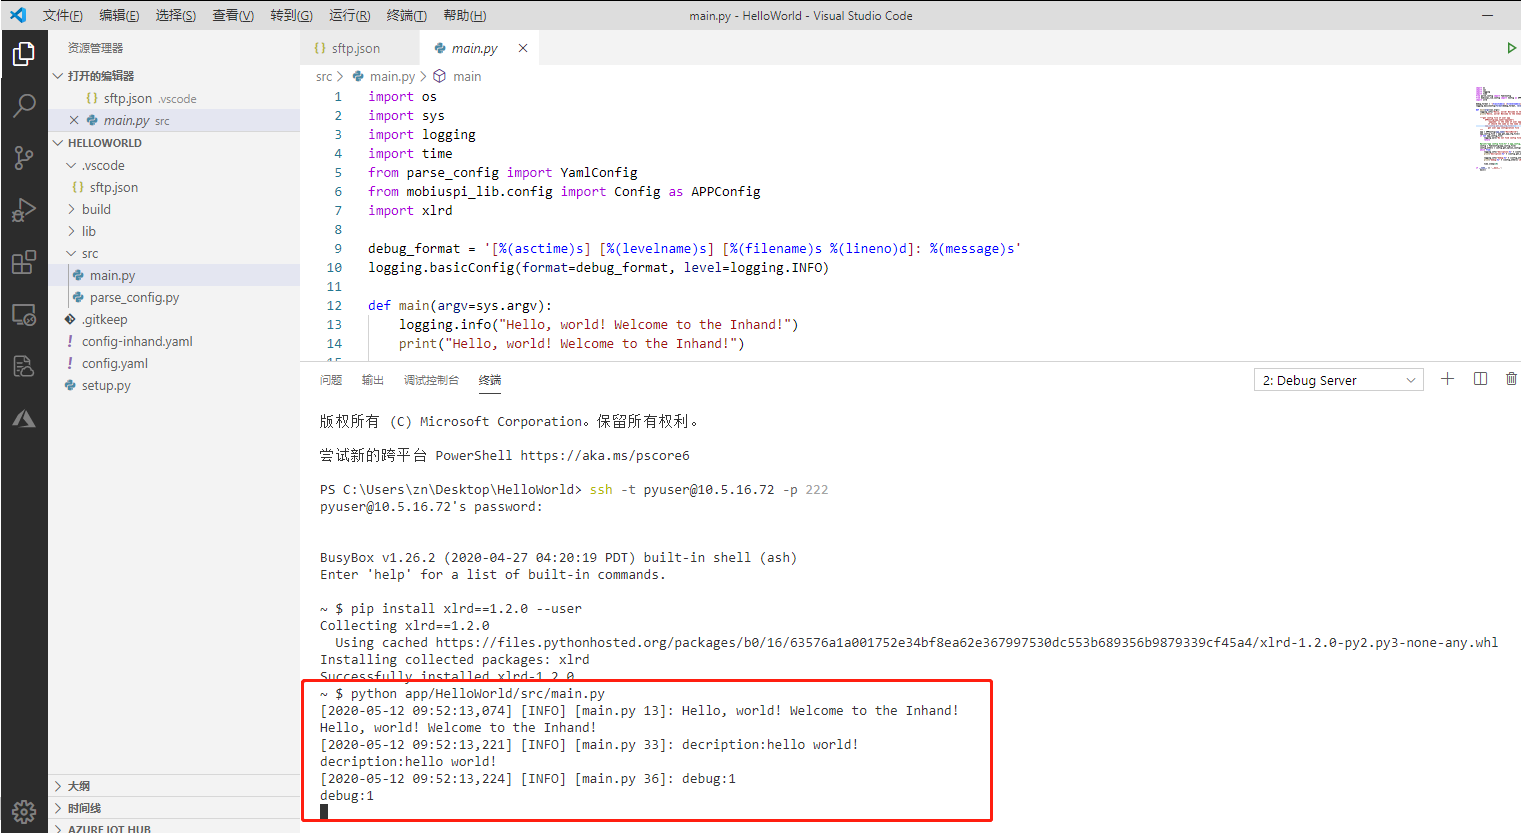 文件(F) 编辑(E) 选择(S) 查看(V) 转到(G) 运行(R) 终端(T) 帮助(H) main.py - HelloWorld - Visual Studio Code
资源管理器
打开的编辑器
sftp.json .vscode
main.py src
HELLOWORLD
.vscode
sftp.json
build
lib
src
main.py
parse_config.py
.gitkeep
config-inhand.yaml
config.yaml
setup.py
大纲
时间线
AZURE IOT HUB
sftp.json main.py
src > main.py > main
1 import os
2 import sys
3 import logging
4 import time
5 from parse_config import YamlConfig
6 from mobiuspi_lib.config import Config as APPConfig
7 import xlrd
8
9 debug_format = '[%(asctime)s] [%(levelname)s] [%(filename)s %(lineno)d]: %(message)s'
10 logging.basicConfig(format=debug_format, level=logging.INFO)
11
12 def main(argv=sys.argv):
13 logging.info("Hello, world! Welcome to the Inhand!")
14 print("Hello, world! Welcome to the Inhand!")
问题 输出 调试控制台 终端 2: Debug Server
版权所有 (C) Microsoft Corporation。保留所有权利。
尝试新的跨平台 PowerShell https://aka.ms/pscore6
PS C:\Users\zn\Desktop\HelloWorld> ssh -t pyuser@10.5.16.72 -p 222
pyuser@10.5.16.72's password:
BusyBox v1.26.2 (2020-04-27 04:20:19 PDT) built-in shell (ash)
Enter 'help' for a list of built-in commands.
~ $ pip install xlrd==1.2.0 --user
Collecting xlrd==1.2.0
Using cached https://files.pythonhosted.org/packages/b0/16/63576a1a001752e34bf8ea62e367997530dc553b689356b9879339cf45a4/xlrd-1.2.0-py2.py3-none-any.whl
Installing collected packages: xlrd
Successfully installed xlrd-1.2.0
~ $ python app/HelloWorld/src/main.py
[2020-05-12 09:52:13,074] [INFO] [main.py 13]: Hello, world! Welcome to the Inhand!
Hello, world! Welcome to the Inhand!
[2020-05-12 09:52:13,221] [INFO] [main.py 33]: decription:hello world!
decription:hello world!
[2020-05-12 09:52:13,224] [INFO] [main.py 36]: debug:1
debug:1